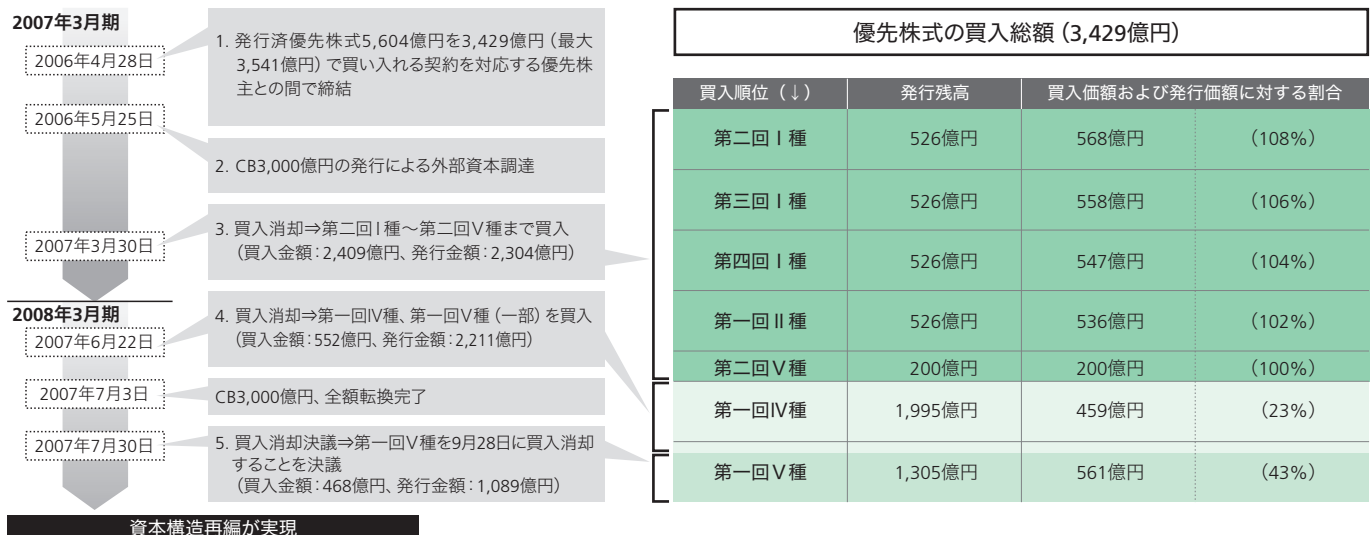 2007年3月期
2006年4月28日
1. 発行済優先株式5,604億円を3,429億円（最大
3,541億円）で買い入れる契約を対応する優先株
主との間で締結
2006年5月25日
2. CB3,000億円の発行による外部資本調達
2007年3月30日
3. 買入消却⇒第二回Ⅰ種～第二回Ⅴ種まで買入
（買入金額：2,409億円、発行金額：2,304億円）
2008年3月期
2007年6月22日
4. 買入消却⇒第一回Ⅳ種、第一回Ⅴ種（一部）を買入
（買入金額：552億円、発行金額：2,211億円）
2007年7月3日
CB3,000億円、全額転換完了
2007年7月30日
5. 買入消却決議⇒第一回Ⅴ種を9月28日に買入消却
することを決議
（買入金額：468億円、発行金額：1,089億円）
資本構造再編が実現
優先株式の買入総額（3,429億円）
買入順位（↓） 発行残高 買入価額および発行価額に対する割合
第二回Ⅰ種 526億円 568億円 （108%）
第三回Ⅰ種 526億円 558億円 （106%）
第四回Ⅰ種 526億円 547億円 （104%）
第一回Ⅱ種 526億円 536億円 （102%）
第二回Ⅴ種 200億円 200億円 （100%）
第一回Ⅳ種 1,995億円 459億円 （23%）
第一回Ⅴ種 1,305億円 561億円 （43%）